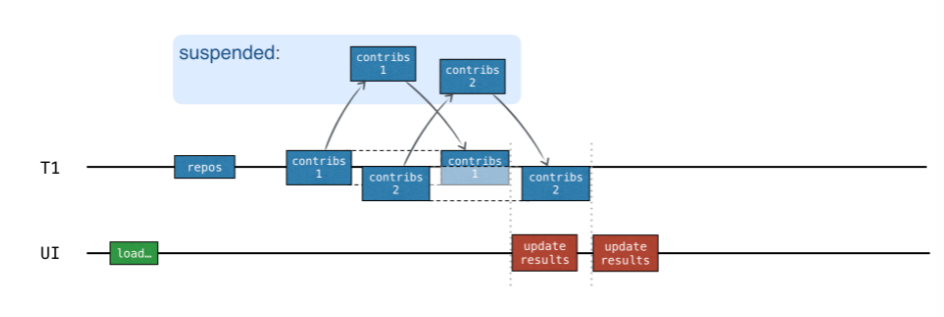 suspended:
contribs
1
contribs
2
T1
repos
contribs
1
contribs
2
contribs
1
contribs
2
UI
load…
update
results
update
results